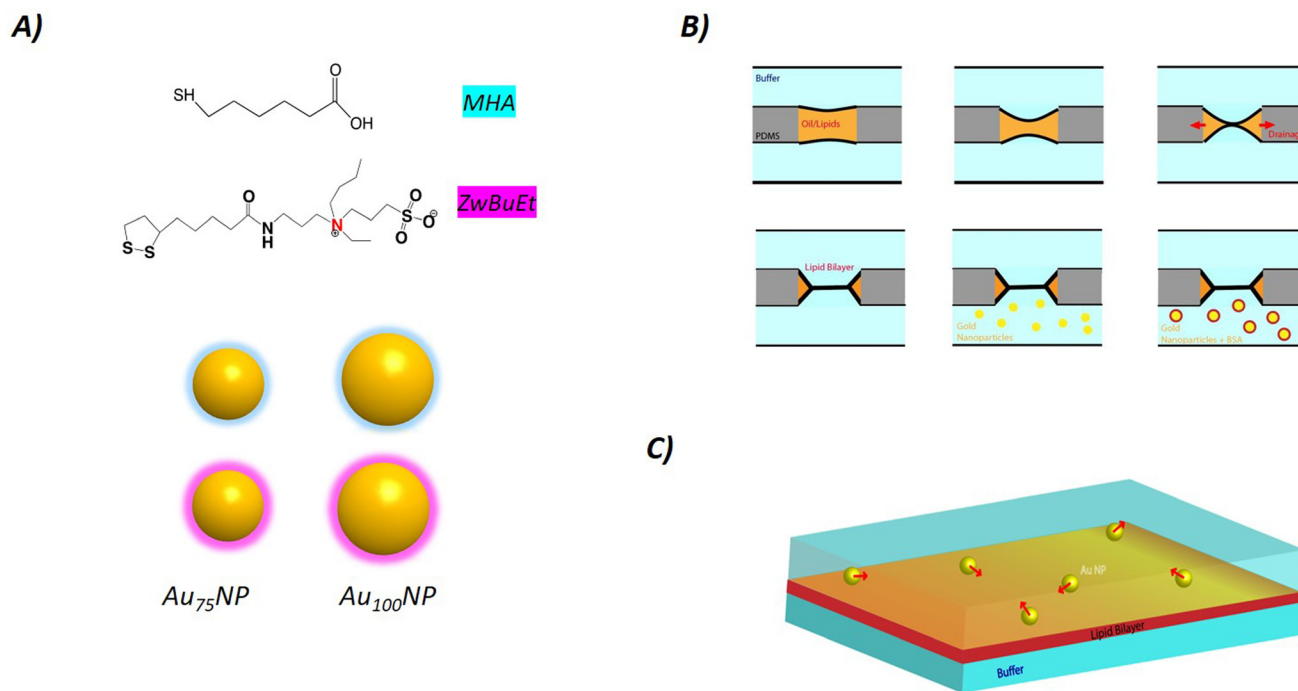 A)
SH
O
OH
MHA
O
N
H
N
⊕
S
O
O
O
⊖
S
S
ZwBuEt
Au₇₅NP
Au₁₀₀NP
B)
Buffer
Oil/Lipids
PDMS
Drainag
Lipid Bilayer
Gold
Nanoparticles
Gold
Nanoparticles + BSA
C)
Au NP
Lipid Bilayer
Buffer